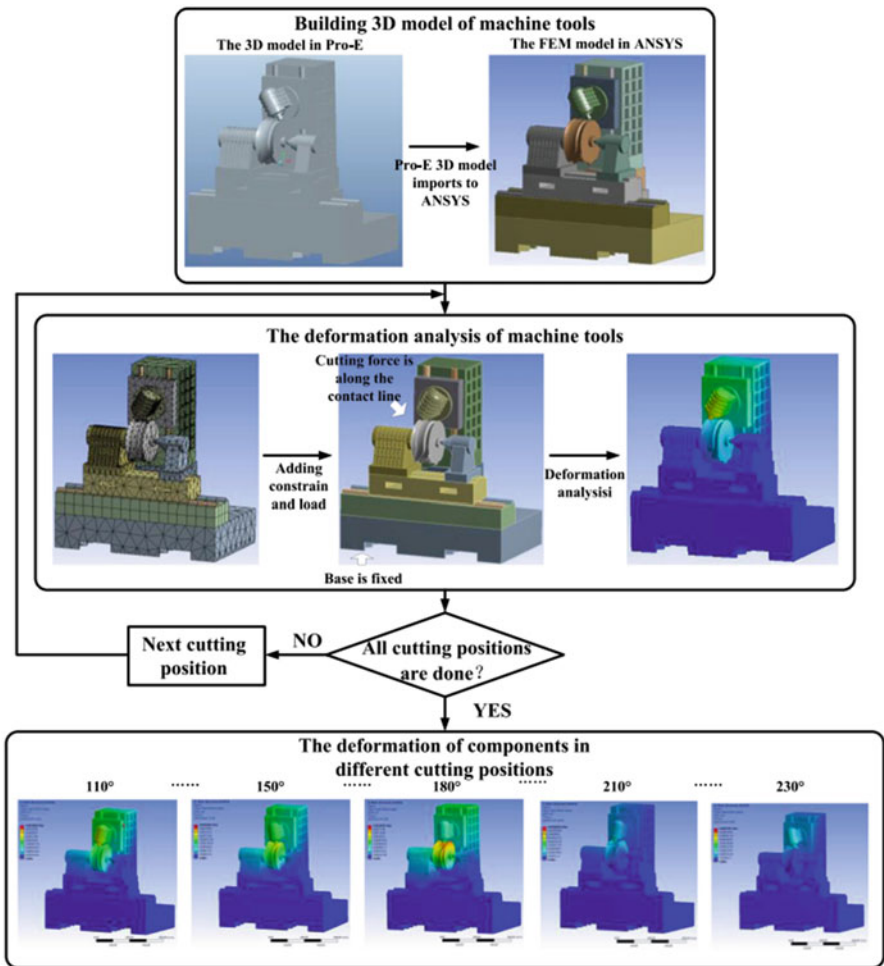 Building 3D model of machine tools
The 3D model in Pro-E
The FEM model in ANSYS
Pro-E 3D model
imports to
ANSYS
The deformation analysis of machine tools
Cutting force is
along the
contact line
Adding
constrain
and load
Deformation
analysisi
Base is fixed
Next cutting
position
NO
All cutting positions
are done?
YES
The deformation of components in
different cutting positions
110° ······ 150° ······ 180° ······ 210° ······ 230°